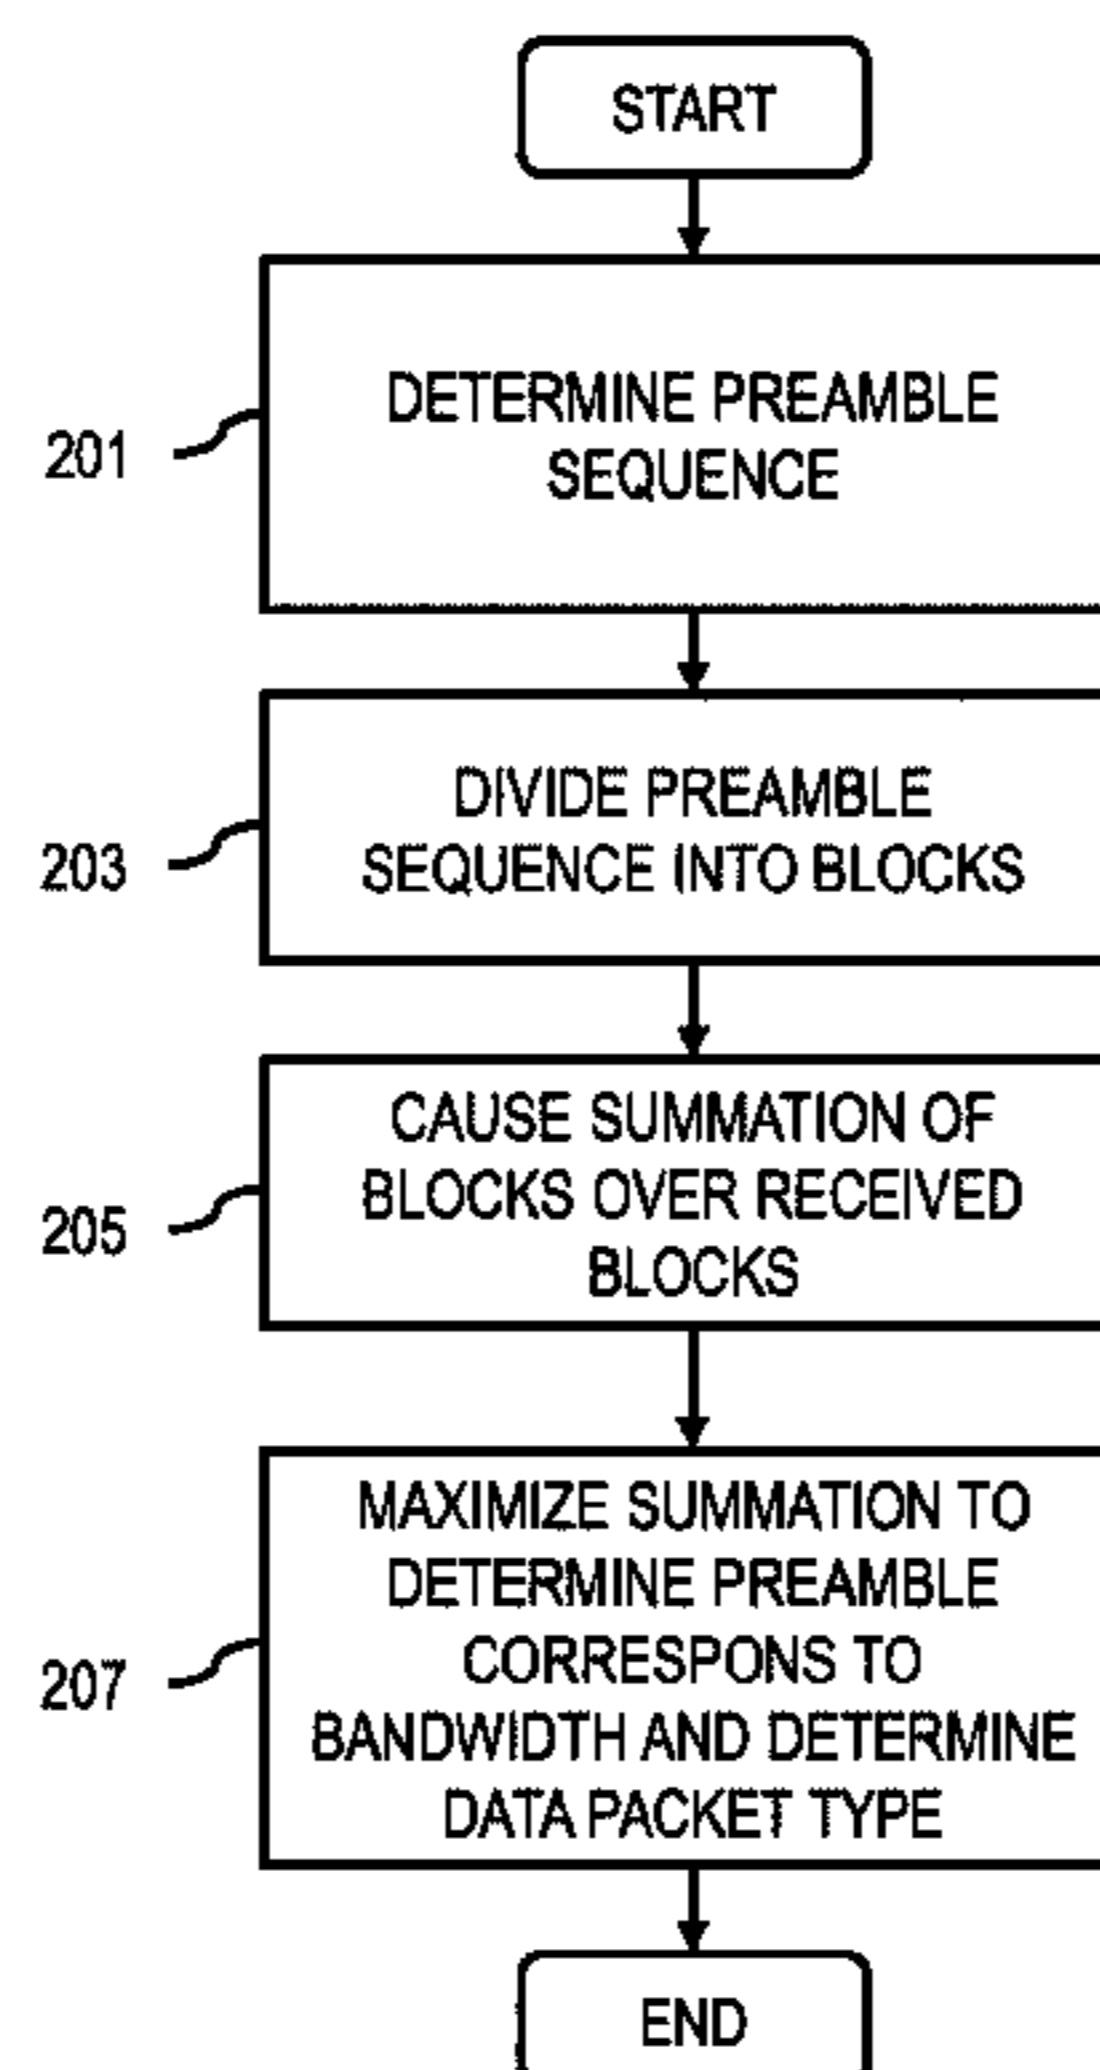 START
201
DETERMINE PREAMBLE
SEQUENCE
203
DIVIDE PREAMBLE
SEQUENCE INTO BLOCKS
205
CAUSE SUMMATION OF
BLOCKS OVER RECEIVED
BLOCKS
207
MAXIMIZE SUMMATION TO
DETERMINE PREAMBLE
CORRESPONS TO
BANDWIDTH AND DETERMINE
DATA PACKET TYPE
END